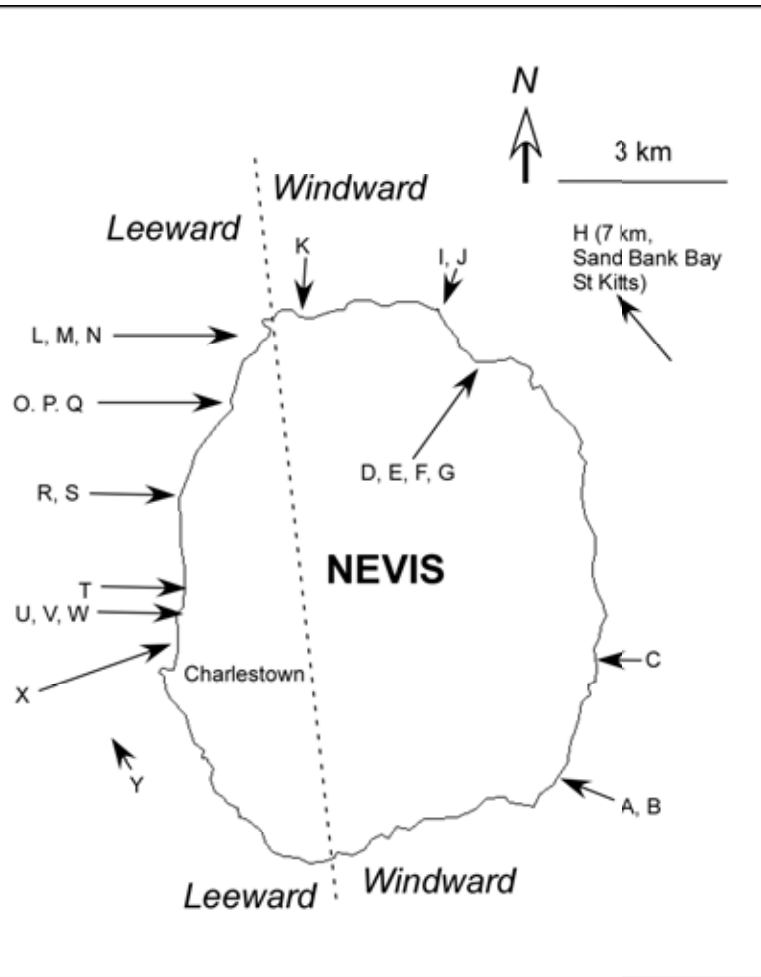 N
3 km
Windward
Leeward
H (7 km,
Sand Bank Bay
St Kitts)
K
I, J
L, M, N
O. P. Q
D, E, F, G
R, S
NEVIS
T
U, V, W
C
Charlestown
X
Y
A, B
Windward
Leeward